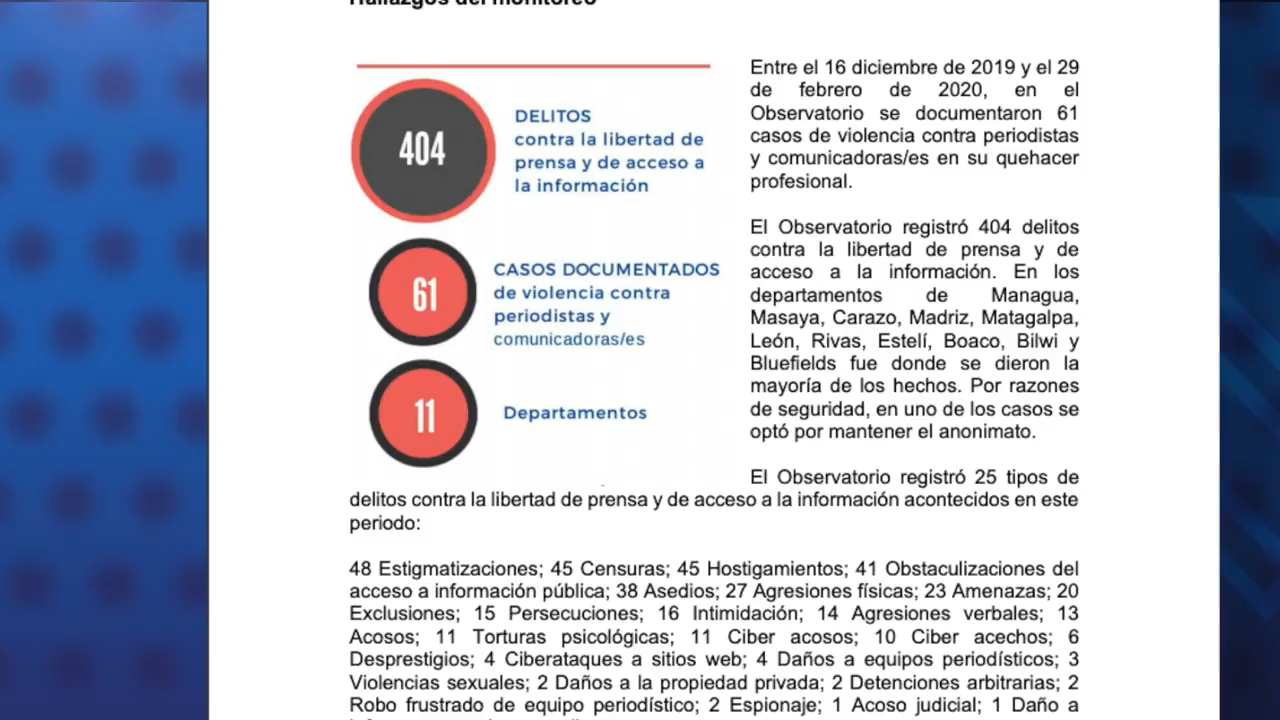 Hallazgos del monitoreo
404
DELITOS
contra la libertad de
prensa y de acceso a
la información
61
CASOS DOCUMENTADOS
de violencia contra
periodistas y
comunicadoras/es
11
Departamentos
Entre el 16 diciembre de 2019 y el 29
de febrero de 2020, en el
Observatorio se documentaron 61
casos de violencia contra periodistas
y comunicadoras/es en su quehacer
profesional.
El Observatorio registró 404 delitos
contra la libertad de prensa y de
acceso a la información. En los
departamentos de Managua,
Masaya, Carazo, Madriz, Matagalpa,
León, Rivas, Estelí, Boaco, Bilwi y
Bluefields fue donde se dieron la
mayoría de los hechos. Por razones
de seguridad, en uno de los casos se
optó por mantener el anonimato.
El Observatorio registró 25 tipos de
delitos contra la libertad de prensa y de acceso a la información acontecidos en este
periodo:
48 Estigmatizaciones; 45 Censuras; 45 Hostigamientos; 41 Obstaculizaciones del
acceso a información pública; 38 Asedios; 27 Agresiones físicas; 23 Amenazas; 20
Exclusiones; 15 Persecuciones; 16 Intimidación; 14 Agresiones verbales; 13
Acosos; 11 Torturas psicológicas; 11 Ciber acosos; 10 Ciber acechos; 6
Desprestigios; 4 Ciberataques a sitios web; 4 Daños a equipos periodísticos; 3
Violencias sexuales; 2 Daños a la propiedad privada; 2 Detenciones arbitrarias; 2
Robo frustrado de equipo periodístico; 2 Espionaje; 1 Acoso judicial; 1 Daño a